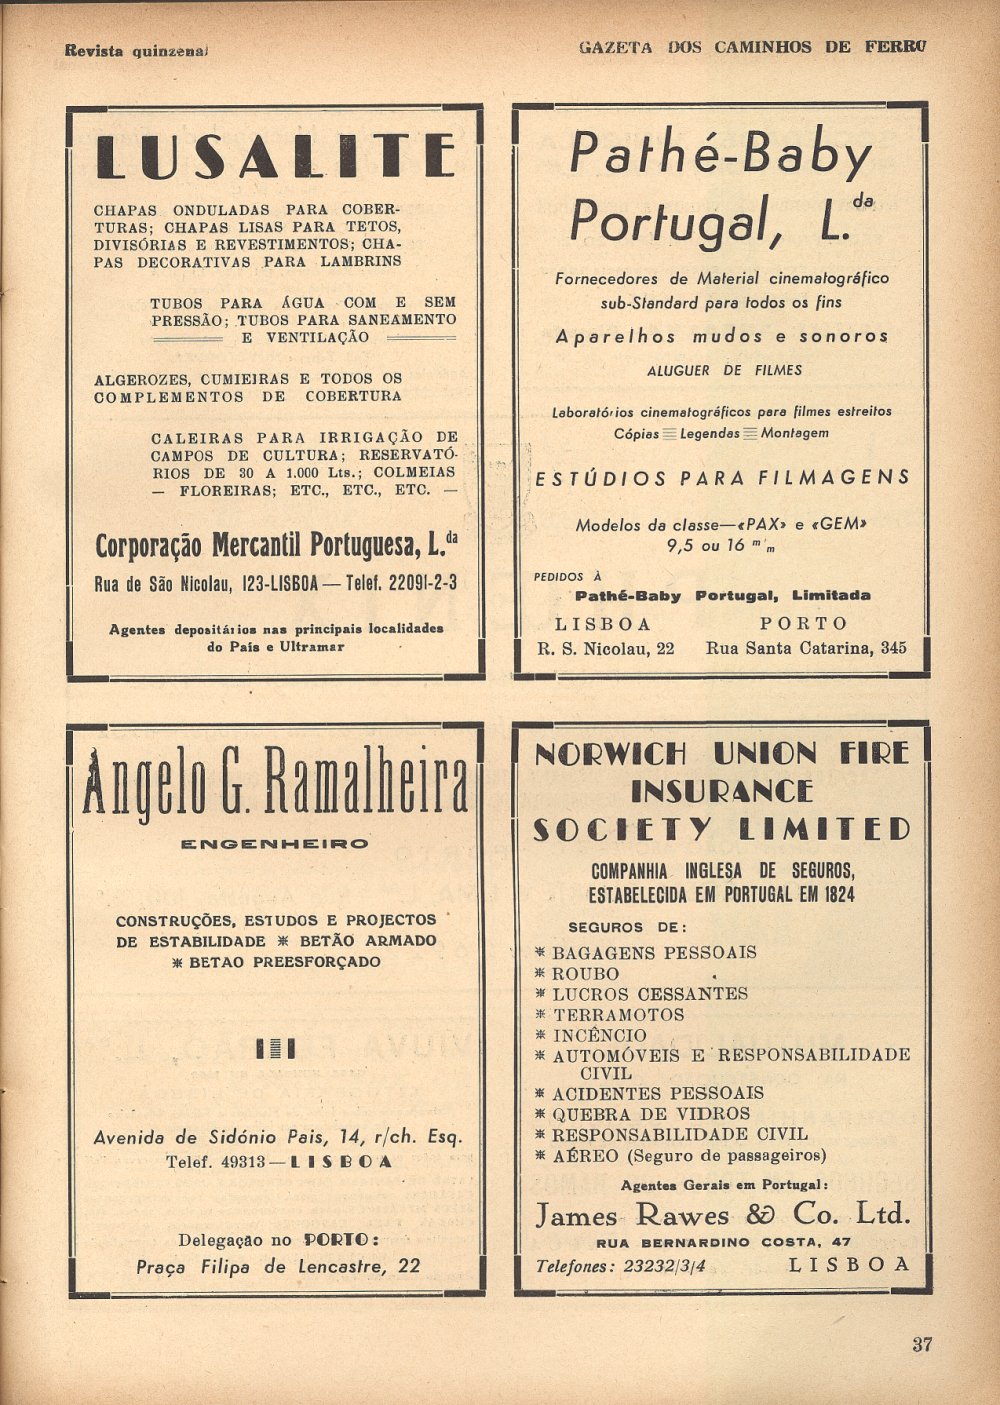 Revista quinzenal
GAZETA DOS CAMINHOS DE FERRO
LUSALITE
CHAPAS ONDULADAS PARA COBER-
TURAS; CHAPAS LISAS PARA TETOS,
DIVISÓRIAS E REVESTIMENTOS; CHA-
PAS DECORATIVAS PARA LAMBRINS
TUBOS PARA ÁGUA COM E SEM
PRESSÃO; TUBOS PARA SANEAMENTO
E VENTILAÇÃO
ALGEROZES, CUMIEIRAS E TODOS OS
COMPLEMENTOS DE COBERTURA
CALEIRAS PARA IRRIGAÇÃO DE
CAMPOS DE CULTURA; RESERVATÓ-
RIOS DE 30 A 1.000 Lts.; COLMEIAS
— FLOREIRAS; ETC., ETC., ETC. —
Corporação Mercantil Portuguesa, L.da
Rua de São Nicolau, 123-LISBOA — Telef. 22091-2-3
Agentes depositários nas principais localidades
do País e Ultramar
Pathé-Baby
Portugal, L.da
Fornecedores de Material cinematográfico
sub-Standard para todos os fins
Aparelhos mudos e sonoros
ALUGUER DE FILMES
Laboratórios cinematográficos para filmes estreitos
Cópias Legendas Montagem
ESTÚDIOS PARA FILMAGENS
Modelos da classe—«PAX» e «GEM»
9,5 ou 16 m/m
PEDIDOS À
Pathé-Baby Portugal, Limitada
LISBOA PORTO
R. S. Nicolau, 22 Rua Santa Catarina, 345
Angelo G. Ramalheira
ENGENHEIRO
CONSTRUÇÕES, ESTUDOS E PROJECTOS
DE ESTABILIDADE * BETÃO ARMADO
* BETAO PREESFORÇADO
Avenida de Sidónio Pais, 14, r/ch. Esq.
Telef. 49313 — LISBOA
Delegação no PORTO:
Praça Filipa de Lencastre, 22
NORWICH UNION FIRE
INSURANCE
SOCIETY LIMITED
COMPANHIA INGLESA DE SEGUROS,
ESTABELECIDA EM PORTUGAL EM 1824
SEGUROS DE:
* BAGAGENS PESSOAIS
* ROUBO
* LUCROS CESSANTES
* TERRAMOTOS
* INCÊNCIO
* AUTOMÓVEIS E RESPONSABILIDADE
CIVIL
* ACIDENTES PESSOAIS
* QUEBRA DE VIDROS
* RESPONSABILIDADE CIVIL
* AÉREO (Seguro de passageiros)
Agentes Gerais em Portugal:
James Rawes & Co. Ltd.
RUA BERNARDINO COSTA, 47
Telefones: 23232/3/4 LISBOA
37